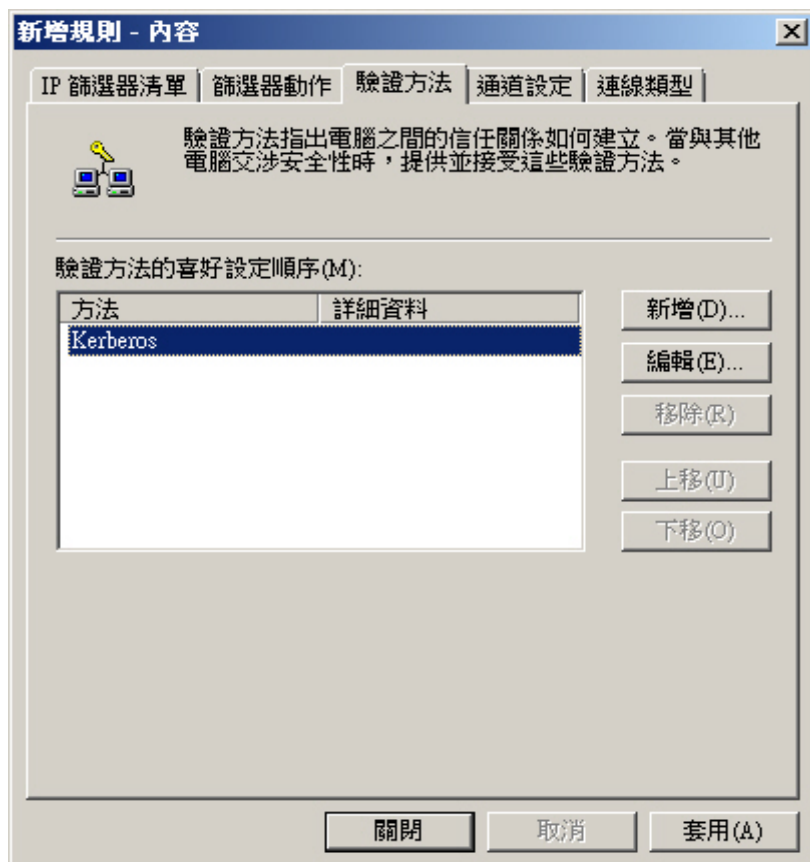 新增規則 - 內容
IP 篩選器清單 篩選器動作 驗證方法 通道設定 連線類型
驗證方法指出電腦之間的信任關係如何建立。當與其他
電腦交涉安全性時，提供並接受這些驗證方法。
驗證方法的喜好設定順序(M):
方法 詳細資料
Kerberos
新增(D)...
編輯(E)...
移除(R)
上移(U)
下移(O)
關閉 取消 套用(A)